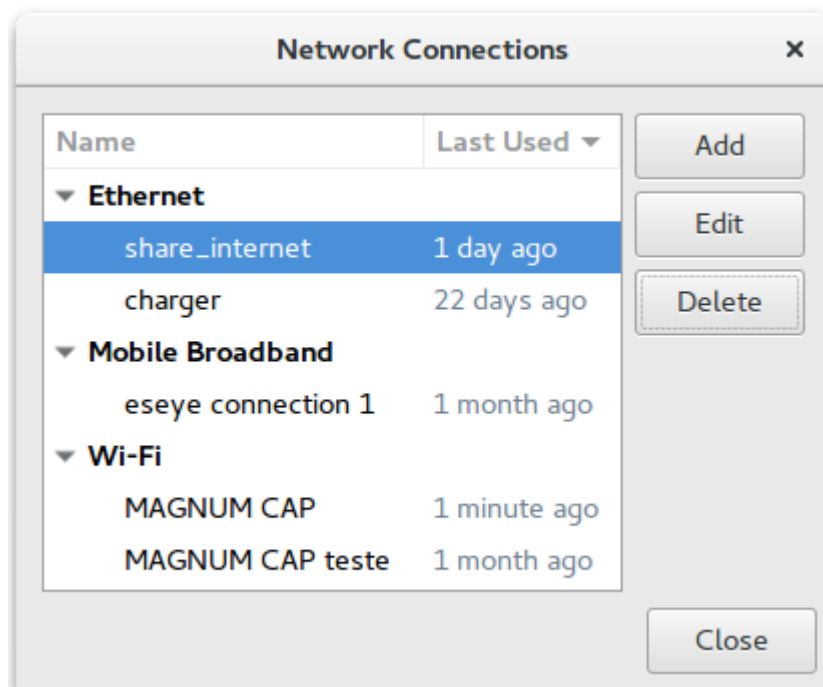 Network Connections
Name Last Used
Add
Ethernet
Edit
share_internet 1 day ago
charger 22 days ago
Delete
Mobile Broadband
eseye connection 1 1 month ago
Wi-Fi
MAGNUM CAP 1 minute ago
MAGNUM CAP teste 1 month ago
Close